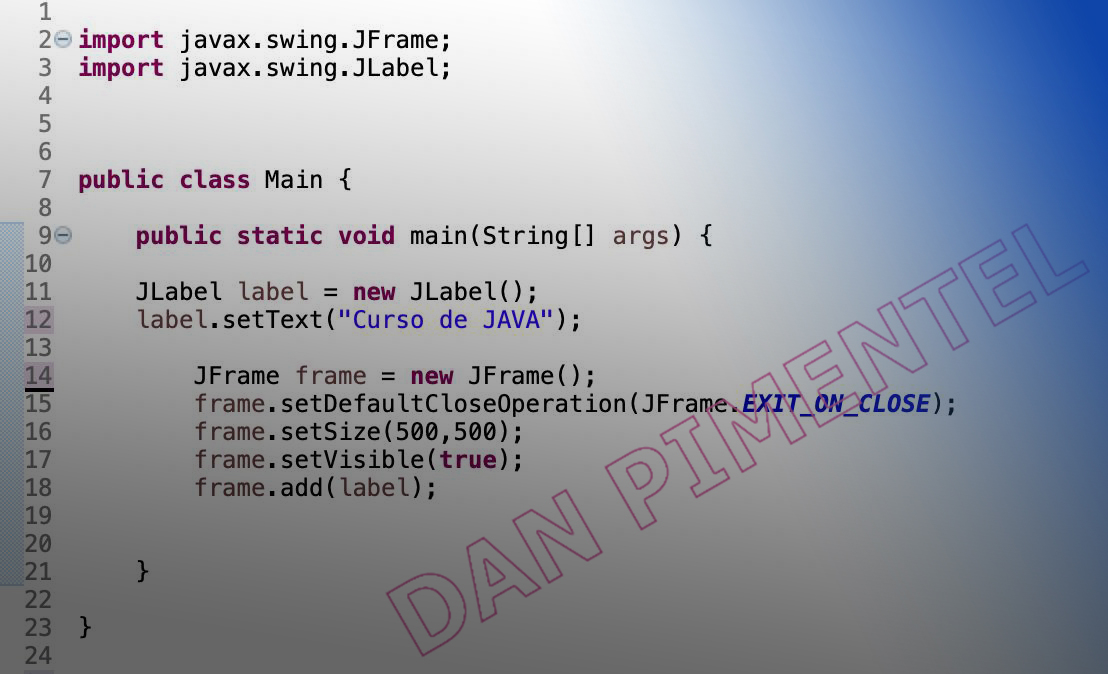 1
2 import javax.swing.JFrame;
3 import javax.swing.JLabel;
4
5
6
7 public class Main {
8
9 public static void main(String[] args) {
10
11 JLabel label = new JLabel();
12 label.setText("Curso de JAVA");
13
14 JFrame frame = new JFrame();
15 frame.setDefaultCloseOperation(JFrame.EXIT_ON_CLOSE);
16 frame.setSize(500,500);
17 frame.setVisible(true);
18 frame.add(label);
19
20
21 }
22
23 }
24
DAN PIMENTEL